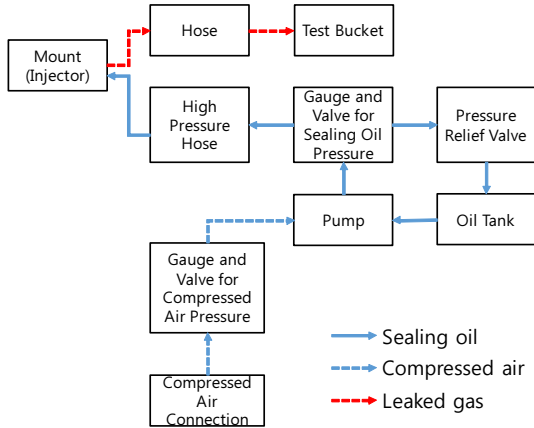 Mount
(Injector)
Hose
Test Bucket
High
Pressure
Hose
Gauge and
Valve for
Sealing Oil
Pressure
Pressure
Relief Valve
Pump
Oil Tank
Gauge and
Valve for
Compressed
Air Pressure
Compressed
Air
Connection
Sealing oil
Compressed air
Leaked gas